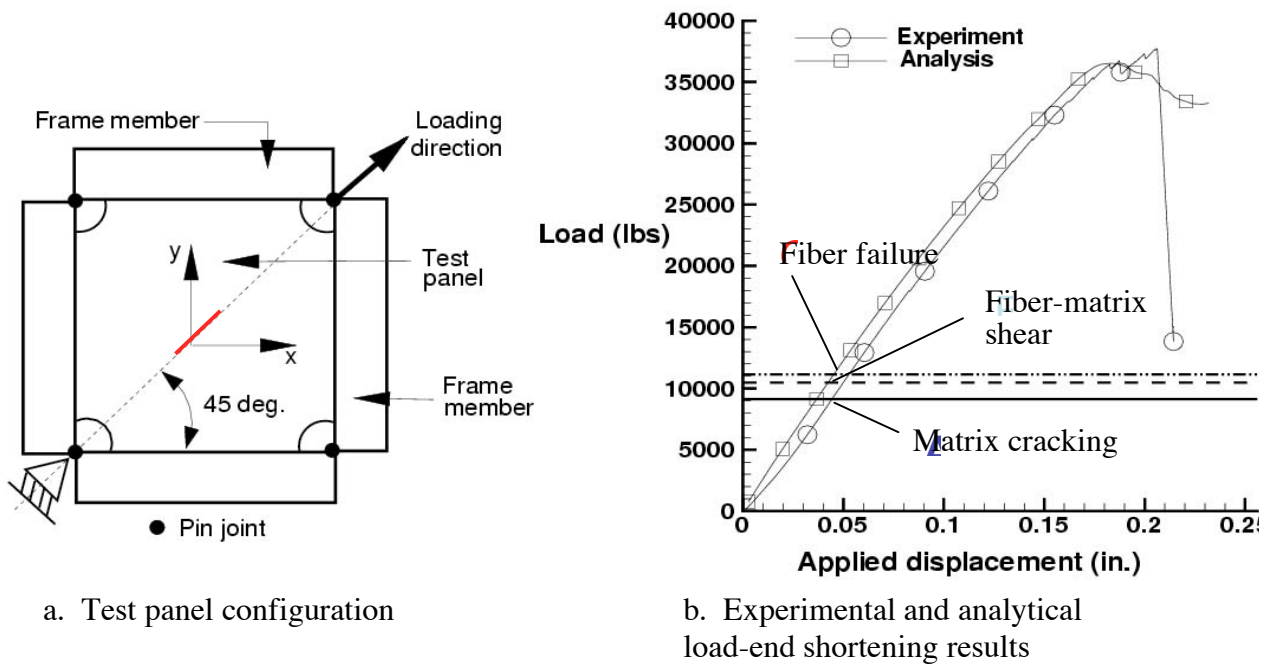 Frame member
Loading
direction
y
Test
panel
x
45 deg.
Frame
member
Pin joint
a. Test panel configuration
40000
35000
30000
25000
20000
15000
10000
5000
0
Load (lbs)
Experiment
Analysis
Fiber failure
Fiber-matrix
shear
Matrix cracking
0 0.05 0.1 0.15 0.2 0.25
Applied displacement (in.)
b. Experimental and analytical
load-end shortening results